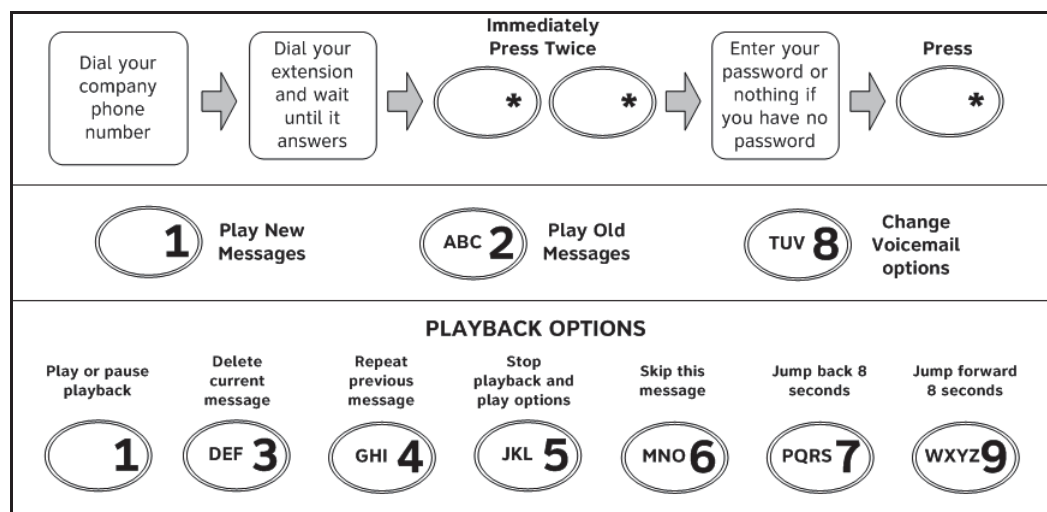 Dial your
company
phone
number
Dial your
extension
and wait
until it
answers
Immediately
Press Twice
* *
Enter your
password or
nothing if
you have no
password
Press
*
1 Play New
Messages
ABC 2 Play Old
Messages
TUV 8 Change
Voicemail
options
PLAYBACK OPTIONS
Play or pause
playback
1
Delete
current
message
DEF 3
Repeat
previous
message
GHI 4
Stop
playback and
play options
JKL 5
Skip this
message
MNO 6
Jump back 8
seconds
PQRS 7
Jump forward
8 seconds
WXYZ 9